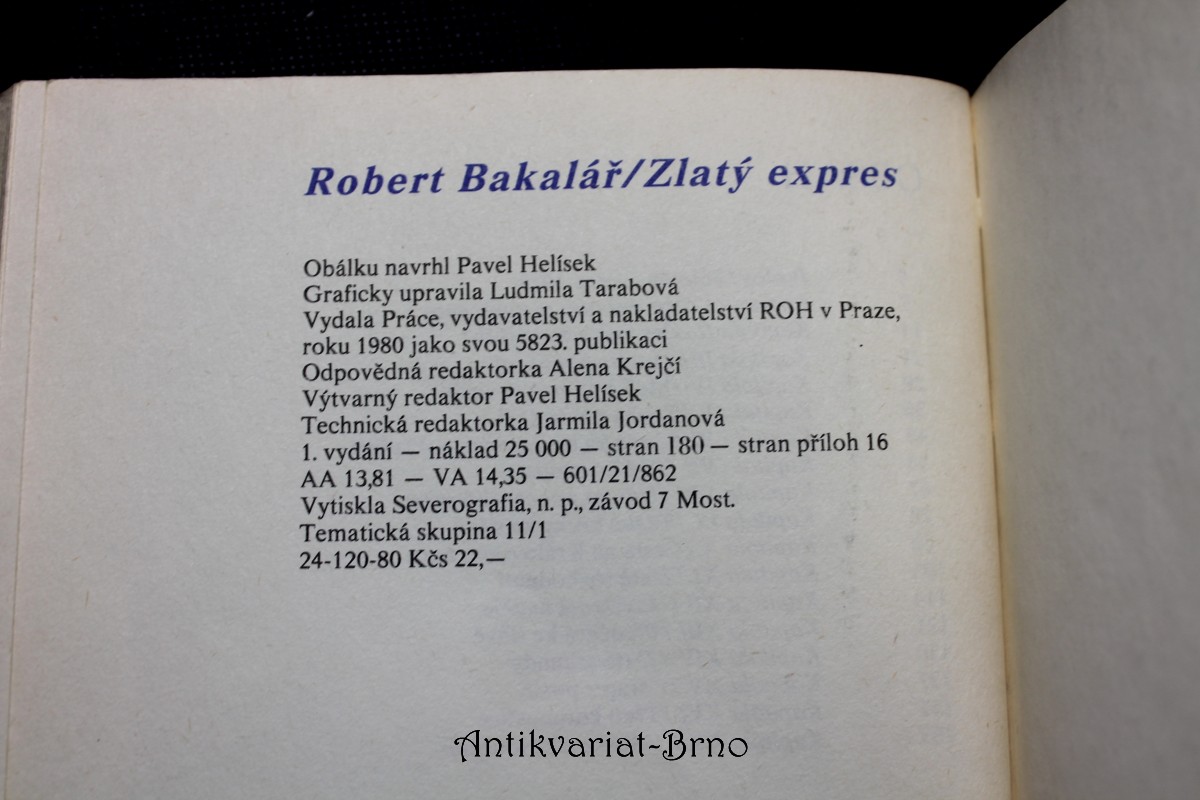 Robert Bakalář/Zlatý expres
Obálku navrhl Pavel Helísek
Graficky upravila Ludmila Tarabová
Vydala Práce, vydavatelství a nakladatelství ROH v Praze,
roku 1980 jako svou 5823. publikaci
Odpovědná redaktorka Alena Krejčí
Výtvarný redaktor Pavel Helísek
Technická redaktorka Jarmila Jordanová
1. vydání — náklad 25 000 — stran 180 — stran příloh 16
AA 13,81 — VA 14,35 — 601/21/862
Vytiskla Severografia, n. p., závod 7 Most.
Tematická skupina 11/1
24-120-80 Kčs 22,—
Antikvariat-Brno